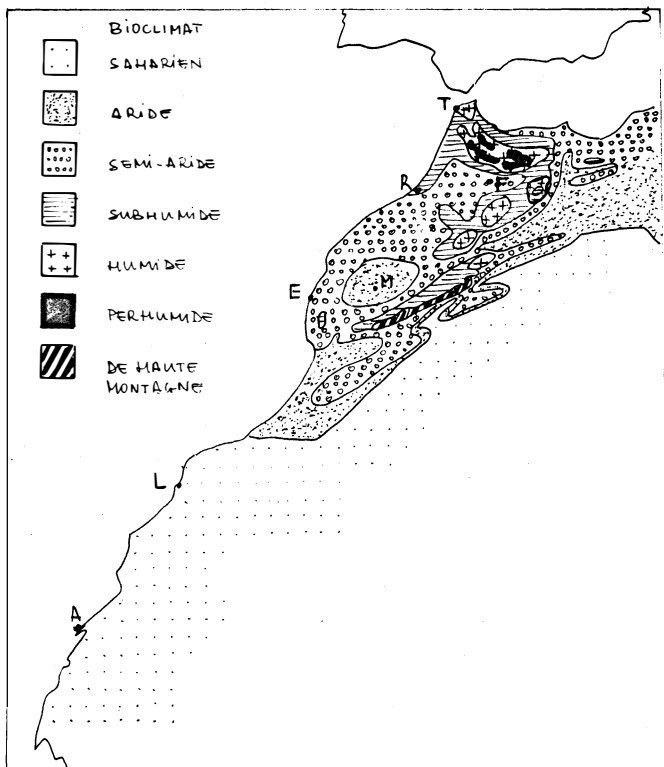 BIOCLIMAT
SAHARIEN
ARIDE
SEMI-ARIDE
SUBHUMIDE
HUMIDE
PERHUMIDE
DE HAUTE
MONTAGNE
T
R
F
E
M
L
A